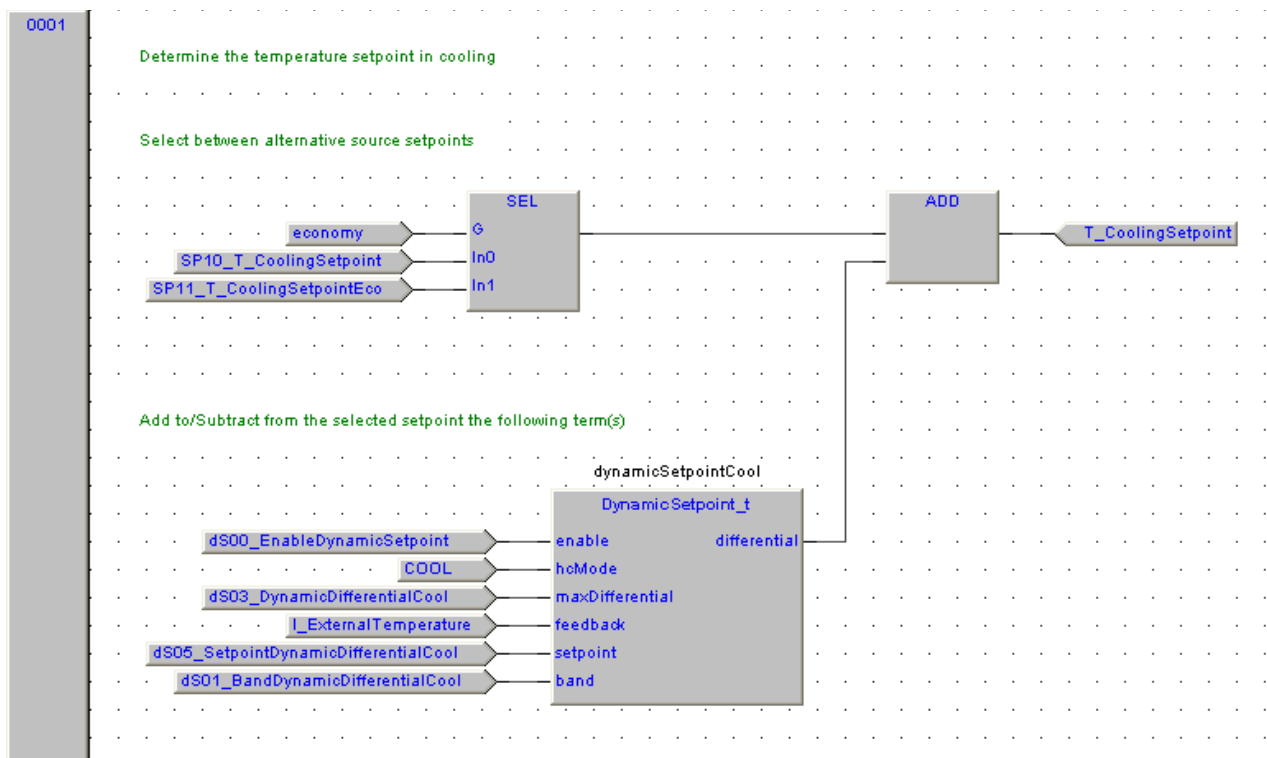 0001
Determine the temperature setpoint in cooling
Select between alternative source setpoints
SEL
ADD
economy
G
T_CoolingSetpoint
SP10_T_CoolingSetpoint
In0
SP11_T_CoolingSetpointEco
In1
Add to/Subtract from the selected setpoint the following term(s)
dynamicSetpointCool
DynamicSetpoint_t
dS00_EnableDynamicSetpoint
enable
differential
COOL
hcMode
dS03_DynamicDifferentialCool
maxDifferential
I_ExternalTemperature
feedback
dS05_SetpointDynamicDifferentialCool
setpoint
dS01_BandDynamicDifferentialCool
band